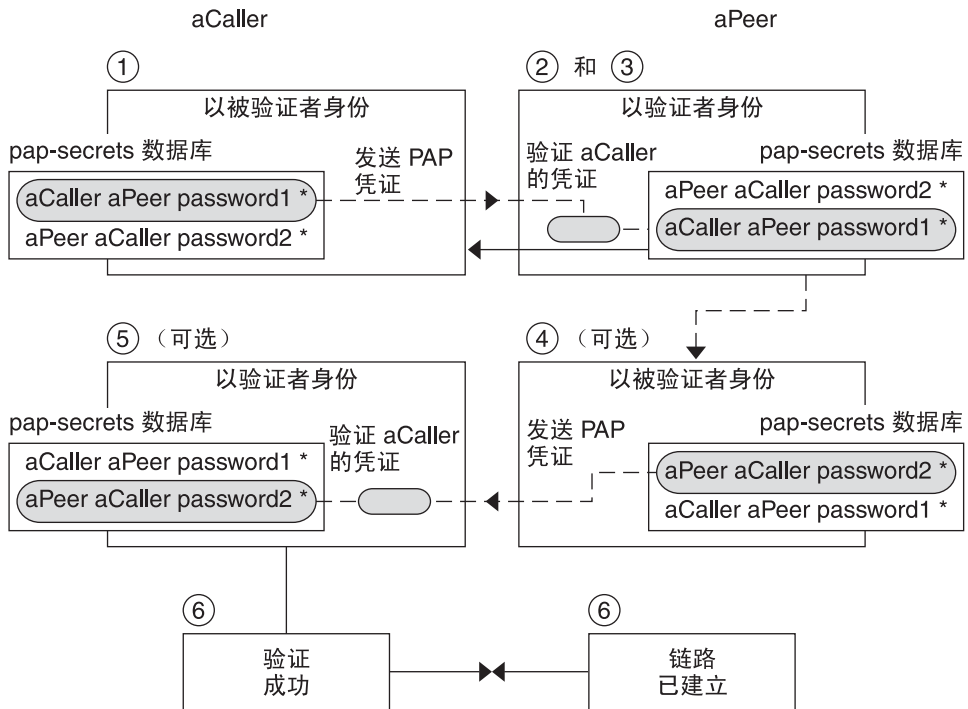 aCaller
aPeer
①
② 和 ③
以被验证者身份
以验证者身份
pap-secrets 数据库
发送 PAP
凭证
验证 aCaller
的凭证
pap-secrets 数据库
aCaller aPeer password1 *
aPeer aCaller password2 *
aPeer aCaller password2 *
aCaller aPeer password1 *
⑤ （可选）
④ （可选）
以验证者身份
以被验证者身份
pap-secrets 数据库
验证 aCaller
的凭证
发送 PAP
凭证
pap-secrets 数据库
aCaller aPeer password1 *
aPeer aCaller password2 *
aPeer aCaller password2 *
aCaller aPeer password1 *
⑥
⑥
验证
成功
链路
已建立